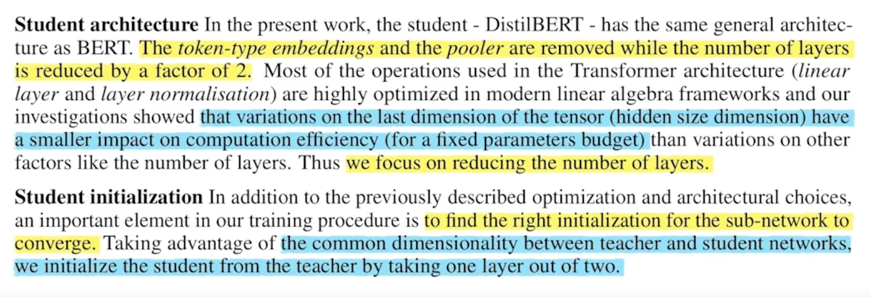 Student architecture In the present work, the student - DistilBERT - has the same general architec-
ture as BERT. The token-type embeddings and the pooler are removed while the number of layers
is reduced by a factor of 2. Most of the operations used in the Transformer architecture (linear
layer and layer normalisation) are highly optimized in modern linear algebra frameworks and our
investigations showed that variations on the last dimension of the tensor (hidden size dimension) have
a smaller impact on computation efficiency (for a fixed parameters budget) than variations on other
factors like the number of layers. Thus we focus on reducing the number of layers.
Student initialization In addition to the previously described optimization and architectural choices,
an important element in our training procedure is to find the right initialization for the sub-network to
converge. Taking advantage of the common dimensionality between teacher and student networks,
we initialize the student from the teacher by taking one layer out of two.